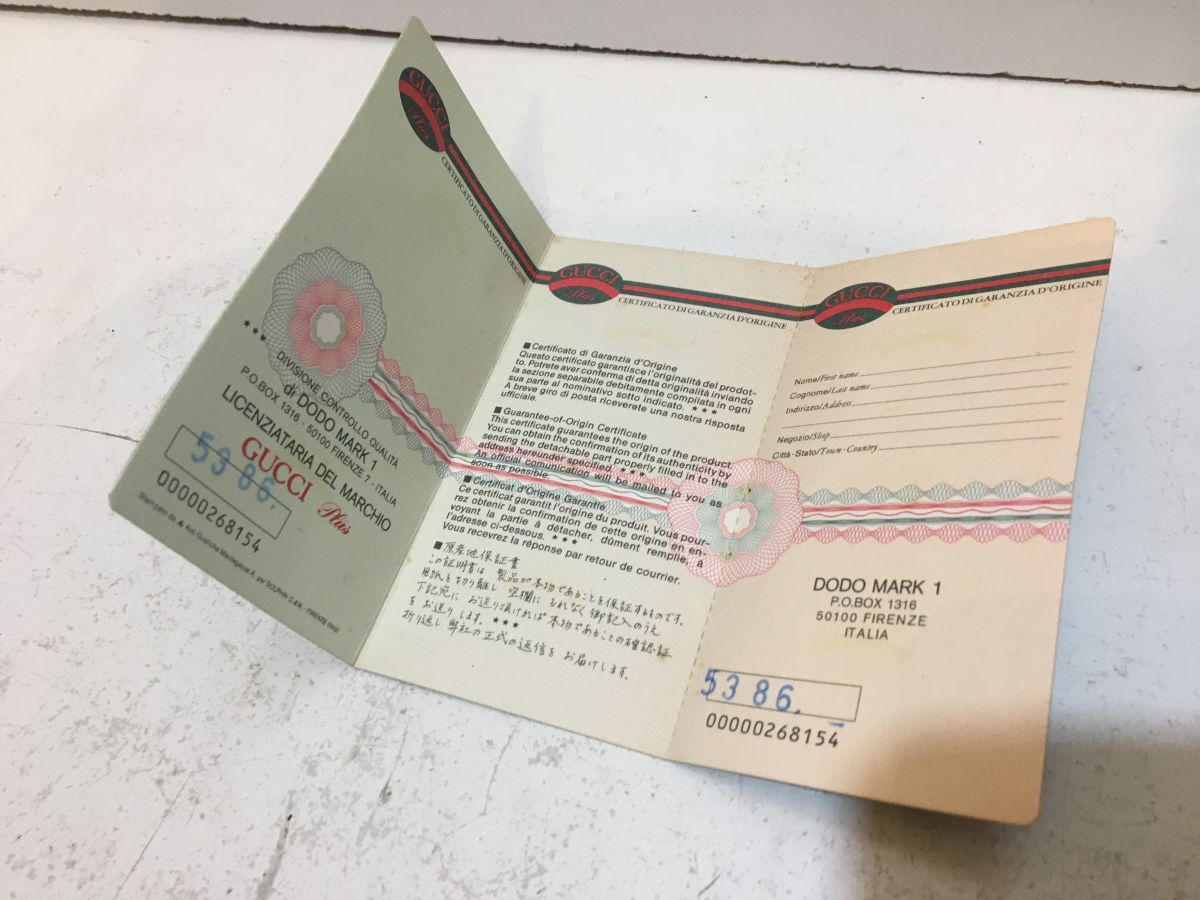 GUCCI
Plus
CERTIFICATO DI GARANZIA D'ORIGINE
★★★
DIVISIONE CONTROLLO QUALITÀ
di DODO MARK 1
P.O.BOX 1316 - 50100 FIRENZE 7 - ITALIA
LICENZIATARIA DEL MARCHIO
GUCCI Plus
5386.
00000268154
GUCCI
Plus
CERTIFICATO DI GARANZIA D'ORIGINE
■ Certificato di Garanzia d'Origine
Questo certificato garantisce l'originalità del prodot-
to. Potrete aver conferma di detta originalità inviando
la sezione separabile debitamente compilata in ogni
sua parte al nominativo sotto indicato. ★★★
A breve giro di posta riceverete una nostra risposta
ufficiale.
■ Guarantee-of-Origin Certificate
This certificate guarantees the origin of the product.
You can obtain the confirmation of its authenticity by
sending the detachable part properly filled in to the
address hereunder specified. ★★★
An official comunication will be mailed to you as
soon as possible.
■ Certificat d'Origine Garantie
Ce certificat garantit l'origine du produit. Vous pour-
rez obtenir la confirmation de cette origine en en-
voyant la partie à détacher, dûment remplie, à
l'adresse ci-dessous. ★★★
Vous recevrez la réponse par retour de courrier.
■ 原産地保証書
この証明書は 製品が本物であることを保証するものです。
用紙を切り離し 空欄に もれなく御記入のうえ
下記宛に お送り頂ければ 本物であることの確認・証
をお送りします。 ★★★
折り返し 弊社の正式の返信を お届けします。
GUCCI
Plus
CERTIFICATO DI GARANZIA D'ORIGINE
Nome/First name
Cognome/Last name
Indirizzo/Address
Negozio/Shop
Città-Stato/Town-Country
DODO MARK 1
P.O.BOX 1316
50100 FIRENZE
ITALIA
5386.
00000268154